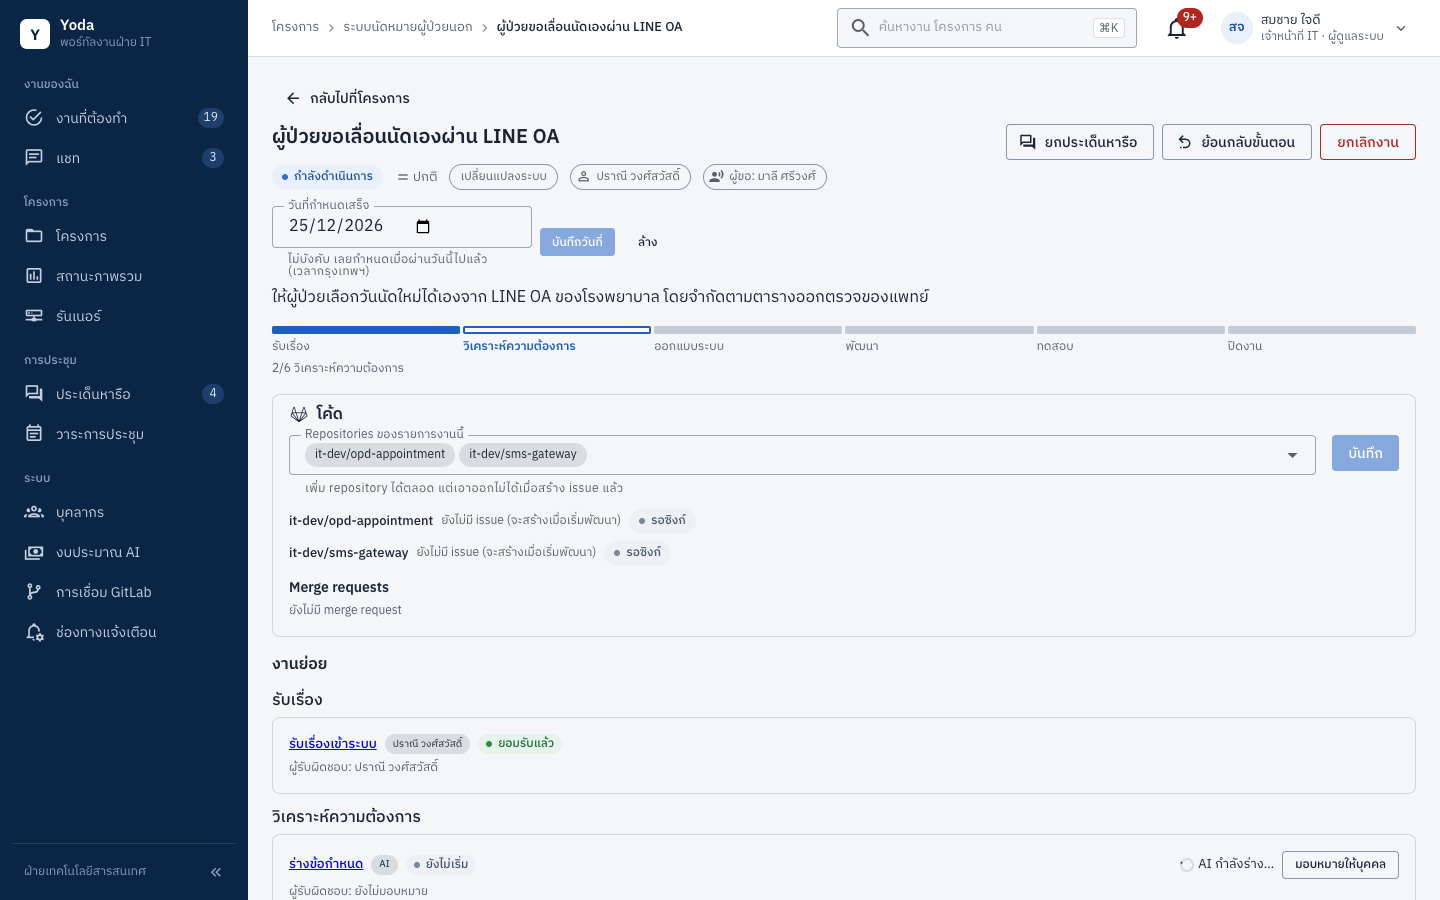 Y
Yoda
พอร์ทัลงานฝ่าย IT
งานของฉัน
งานที่ต้องทำ 19
แชท 3
โครงการ
โครงการ
สถานะภาพรวม
รันเนอร์
การประชุม
ประเด็นหารือ 4
วาระการประชุม
ระบบ
บุคลากร
งบประมาณ AI
การเชื่อม GitLab
ช่องทางแจ้งเตือน
ฝ่ายเทคโนโลยีสารสนเทศ
โครงการ > ระบบนัดหมายผู้ป่วยนอก > ผู้ป่วยขอเลื่อนนัดเองผ่าน LINE OA
ค้นหางาน โครงการ คน ⌘K
9+
สจ
สมชาย ใจดี
เจ้าหน้าที่ IT · ผู้ดูแลระบบ
กลับไปที่โครงการ
ผู้ป่วยขอเลื่อนนัดเองผ่าน LINE OA
ยกประเด็นหารือ ย้อนกลับขั้นตอน ยกเลิกงาน
กำลังดำเนินการ ปกติ เปลี่ยนแปลงระบบ ปราณี วงศ์สวัสดิ์ ผู้ขอ: มาลี ศรีวงศ์
วันที่กำหนดเสร็จ
25/12/2026
บันทึกวันที่ ล้าง
ไม่บังคับ เลยกำหนดเมื่อผ่านวันนี้ไปแล้ว
(เวลากรุงเทพฯ)
ให้ผู้ป่วยเลือกวันนัดใหม่ได้เองจาก LINE OA ของโรงพยาบาล โดยจำกัดตามตารางออกตรวจของแพทย์
รับเรื่อง วิเคราะห์ความต้องการ ออกแบบระบบ พัฒนา ทดสอบ ปิดงาน
2/6 วิเคราะห์ความต้องการ
โค้ด
Repositories ของรายการงานนี้
it-dev/opd-appointment it-dev/sms-gateway
บันทึก
เพิ่ม repository ได้ตลอด แต่เอาออกไม่ได้เมื่อสร้าง issue แล้ว
it-dev/opd-appointment ยังไม่มี issue (จะสร้างเมื่อเริ่มพัฒนา) รอซิงก์
it-dev/sms-gateway ยังไม่มี issue (จะสร้างเมื่อเริ่มพัฒนา) รอซิงก์
Merge requests
ยังไม่มี merge request
งานย่อย
รับเรื่อง
รับเรื่องเข้าระบบ ปราณี วงศ์สวัสดิ์ ยอมรับแล้ว
ผู้รับผิดชอบ: ปราณี วงศ์สวัสดิ์
วิเคราะห์ความต้องการ
ร่างข้อกำหนด AI ยังไม่เริ่ม
AI กำลังร่าง... มอบหมายให้บุคคล
ผู้รับผิดชอบ: ยังไม่มอบหมาย